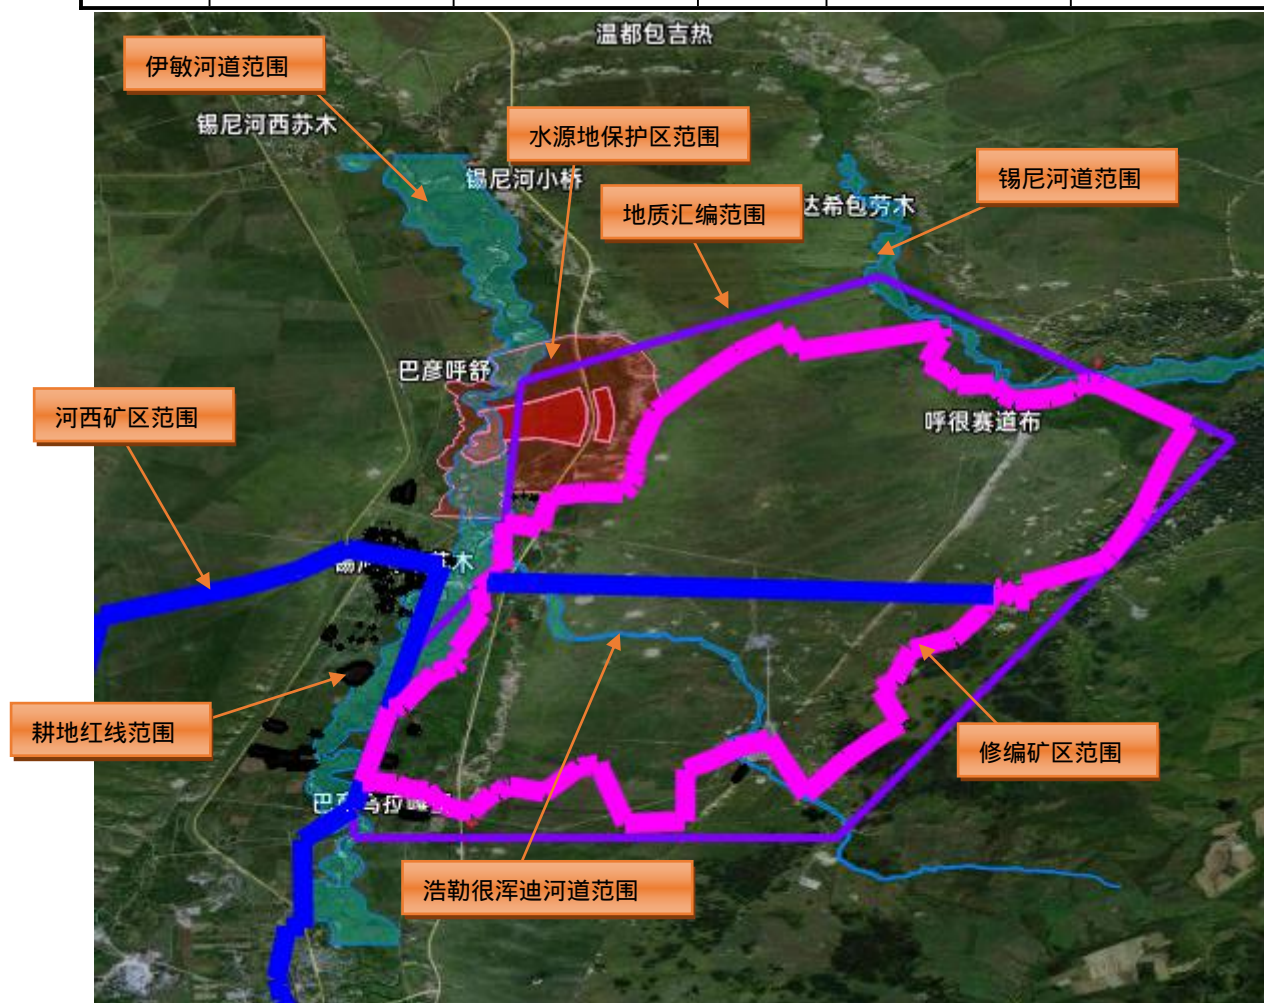 温都包吉热
伊敏河道范围
锡尼河西苏木
水源地保护区范围
锡尼河小桥
锡尼河道范围
地质汇编范围
达希包劳木
巴彦呼舒
河西矿区范围
呼很赛道布
木
耕地红线范围
修编矿区范围
浩勒很浑迪河道范围